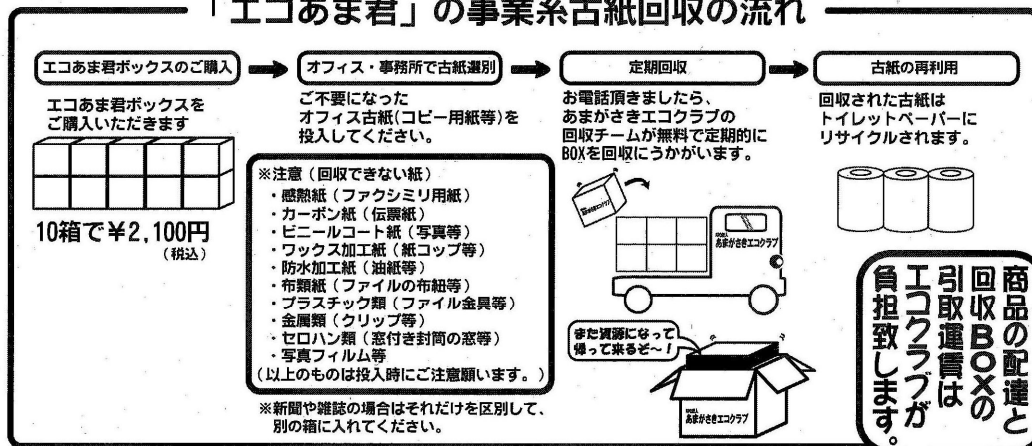 「エコあま君」の事業系古紙回収の流れ
エコあま君ボックスのご購入
エコあま君ボックスを
ご購入いただきます
10箱で¥2,100円
(税込)
オフィス・事務所で古紙選別
ご不要になった
オフィス古紙(コピー用紙等)を
投入してください。
※注意(回収できない紙)
・感熱紙(ファクシミリ用紙)
・カーボン紙(伝票紙)
・ビニールコート紙(写真等)
・ワックス加工紙(紙コップ等)
・防水加工紙(油紙等)
・布類紙(ファイルの布紐等)
・プラスチック類(ファイル金具等)
・金属類(クリップ等)
・セロハン類(窓付き封筒の窓等)
・写真フィルム等
(以上のものは投入時にご注意願います。)
※新聞や雑誌の場合はそれだけを区別して、
別の箱に入れてください。
定期回収
お電話頂きましたら、
あまがさきエコクラブの
回収チームが無料で定期的に
BOXを回収にうかがいます。
あまがさきエコクラブ
また資源になって
帰って来るぞ〜!
あまがさきエコクラブ
古紙の再利用
回収された古紙は
トイレットペーパーに
リサイクルされます。
商品の配達と
回収BOXの
引取運賃は
エコクラブが
負担致します。